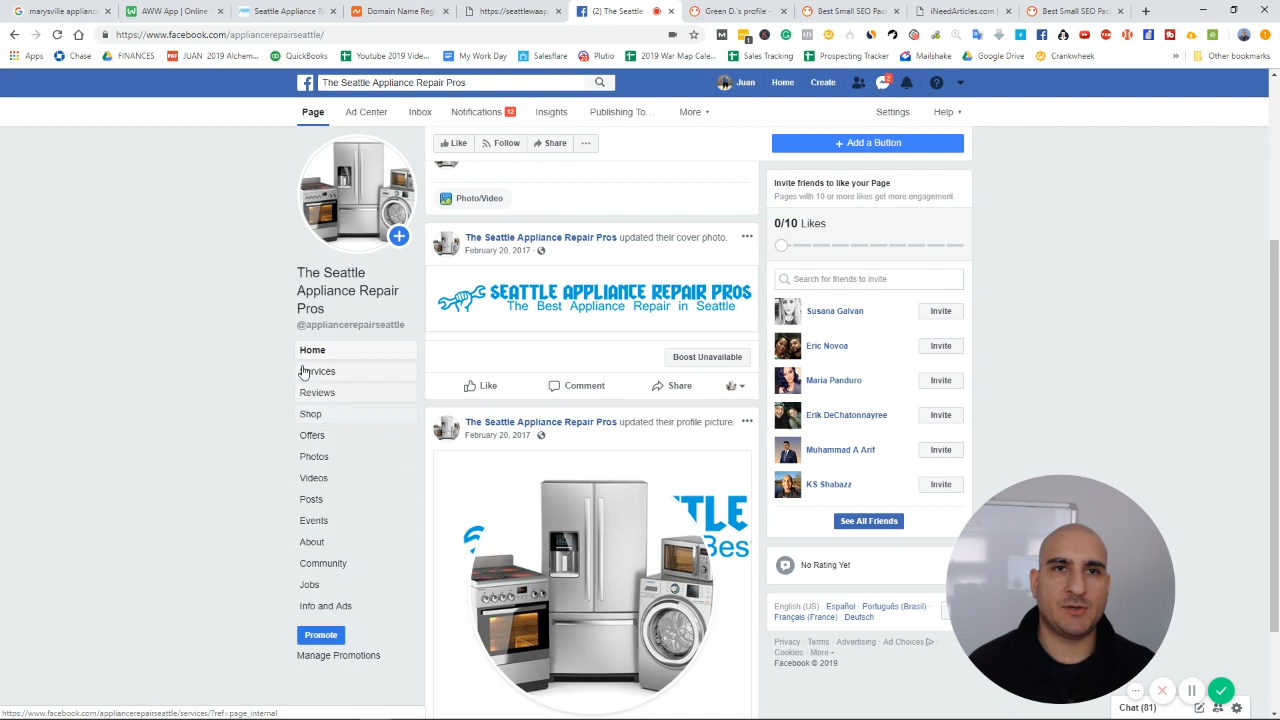 marysville applianc
AWW App | Online
Seattle Appliance R
Domain Name Reg
https://seattlewaap
(2) The Seattle
Green D.'s profile -
Best Small SEO Pack
iNeedArticles.com |
Best Small SEO Pack
https://www.facebook.com/appliancerepairseattle/
Apps
Chase
FINANCES
JUAN 2019 Alchem
QuickBooks
Youtube 2019 Vide...
My Work Day
Salesflare
Plutio
2019 War Map Cale...
Sales Tracking
Prospecting Tracker
Mailshake
Google Drive
Crankwheek
»
Other bookmarks
The Seattle Appliance Repair Pros
Juan
Home
Create
2
Page
Ad Center
Inbox
Notifications 12
Insights
Publishing To...
More
Settings
Help
Like
Follow
Share
+ Add a Button
The Seattle
Appliance Repair
Pros
@appliancerepairseattle
Home
Services
Reviews
Shop
Offers
Photos
Videos
Posts
Events
About
Community
Jobs
Info and Ads
Promote
Manage Promotions
Photo/Video
The Seattle Appliance Repair Pros updated their cover photo.
February 20, 2017 ·
SEATTLE APPLIANCE REPAIR PROS
The Best Appliance Repair in Seattle
Boost Unavailable
Like
Comment
Share
The Seattle Appliance Repair Pros updated their profile picture.
February 20, 2017 ·
Invite friends to like your Page
Pages with 10 or more likes get more engagement.
0/10 Likes
Search for friends to invite
Susana Galvan
Invite
Eric Novoa
Invite
Maria Panduro
Invite
Erik DeChatonnayree
Invite
Muhammad A Arif
Invite
KS Shabazz
Invite
See All Friends
No Rating Yet
English (US) · Español · Português (Brasil) ·
Français (France) · Deutsch
Privacy · Terms · Advertising · Ad Choices ·
Cookies · More
Facebook © 2019
Chat (81)
https://www.facebook.com/appliancerepairseattle/services/?ref=page_internal